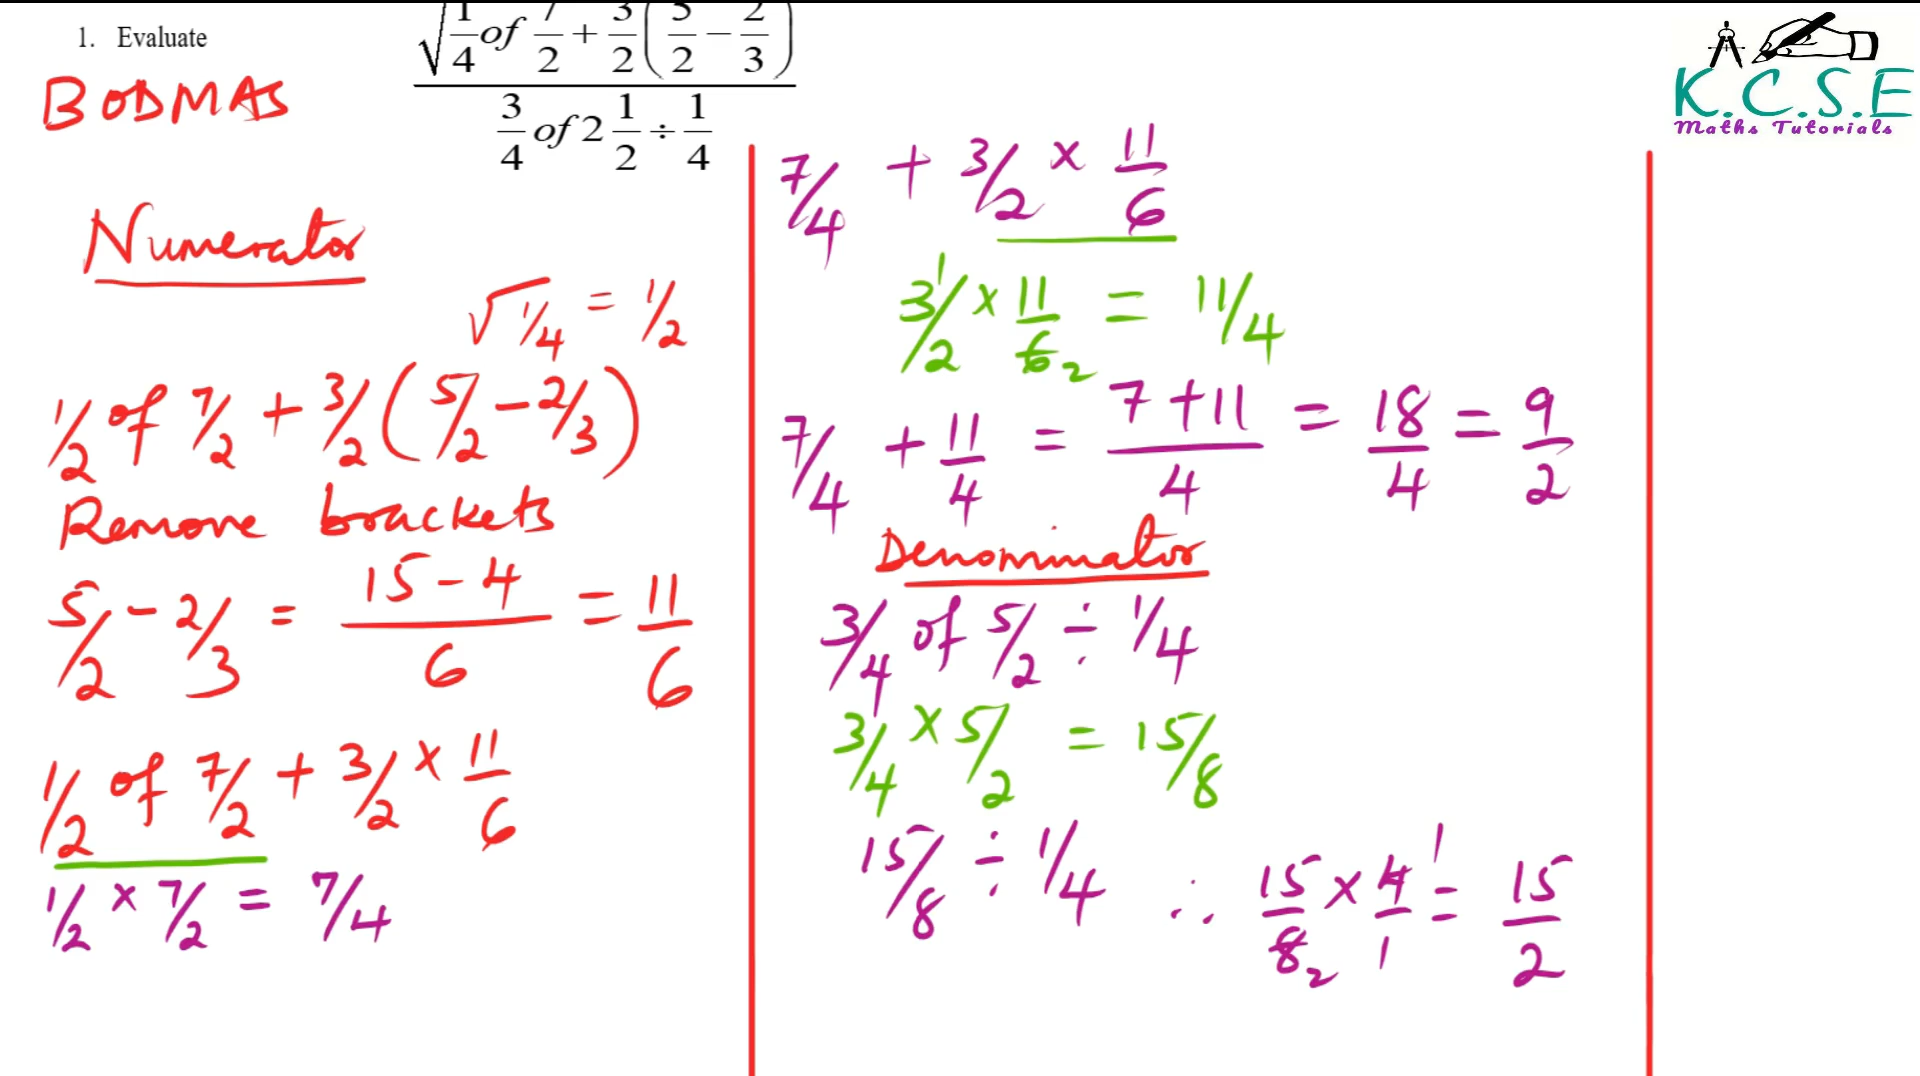 1. Evaluate
√1/4 of 7/2 + 3/2 (5/2 − 2/3)
3/4 of 2 1/2 ÷ 1/4
BODMAS
Numerator
√1/4 = 1/2
1/2 of 7/2 + 3/2 (5/2 − 2/3)
Remove brackets
5/2 − 2/3 = 15 − 4 / 6 = 11/6
1/2 of 7/2 + 3/2 × 11/6
1/2 × 7/2 = 7/4
7/4 + 3/2 × 11/6
3 1/2 × 11/6 2 = 11/4
7/4 + 11/4 = 7 + 11 / 4 = 18/4 = 9/2
Denominator
3/4 of 5/2 ÷ 1/4
3/4 × 5/2 = 15/8
15/8 ÷ 1/4 ∴ 15/8 2 × 4 1/1 = 15/2
K.C.S.E
Maths Tutorials